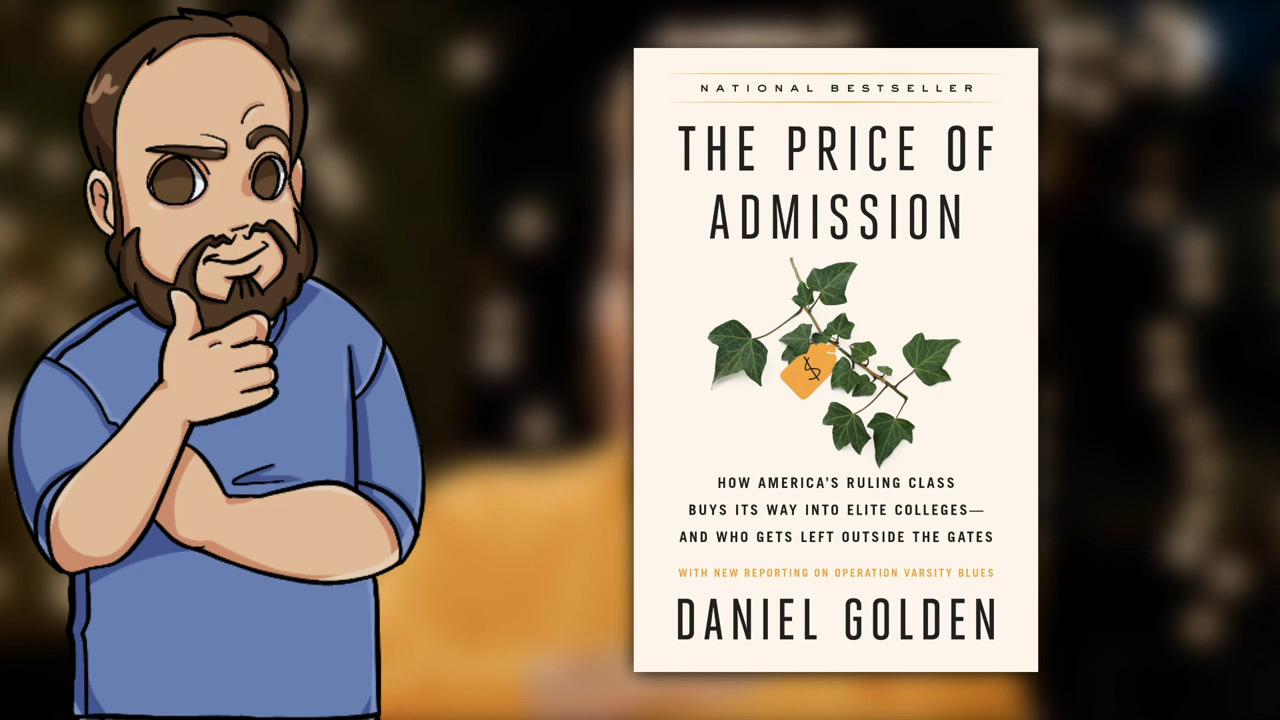 NATIONAL BESTSELLER
THE PRICE OF
ADMISSION
$
HOW AMERICA'S RULING CLASS
BUYS ITS WAY INTO ELITE COLLEGES—
AND WHO GETS LEFT OUTSIDE THE GATES
WITH NEW REPORTING ON OPERATION VARSITY BLUES
DANIEL GOLDEN